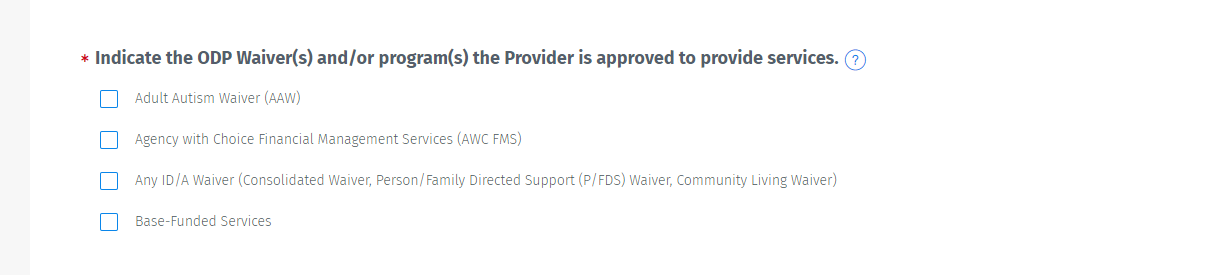 * Indicate the ODP Waiver(s) and/or program(s) the Provider is approved to provide services. ?
Adult Autism Waiver (AAW)
Agency with Choice Financial Management Services (AWC FMS)
Any ID/A Waiver (Consolidated Waiver, Person/Family Directed Support (P/FDS) Waiver, Community Living Waiver)
Base-Funded Services